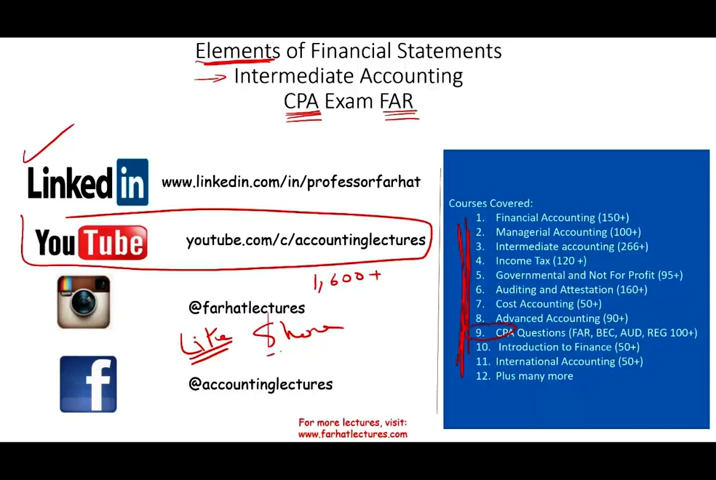 Elements of Financial Statements
Intermediate Accounting
CPA Exam FAR
Linked in
www.linkedin.com/in/professorfarhat
YouTube
youtube.com/c/accountinglectures
1,600+
@farhatlectures
Like Share
f
@accountinglectures
For more lectures, visit:
www.farhatlectures.com
Courses Covered:
1. Financial Accounting (150+)
2. Managerial Accounting (100+)
3. Intermediate accounting (266+)
4. Income Tax (120 +)
5. Governmental and Not For Profit (95+)
6. Auditing and Attestation (160+)
7. Cost Accounting (50+)
8. Advanced Accounting (90+)
9. CPA Questions (FAR, BEC, AUD, REG 100+)
10. Introduction to Finance (50+)
11. International Accounting (50+)
12. Plus many more